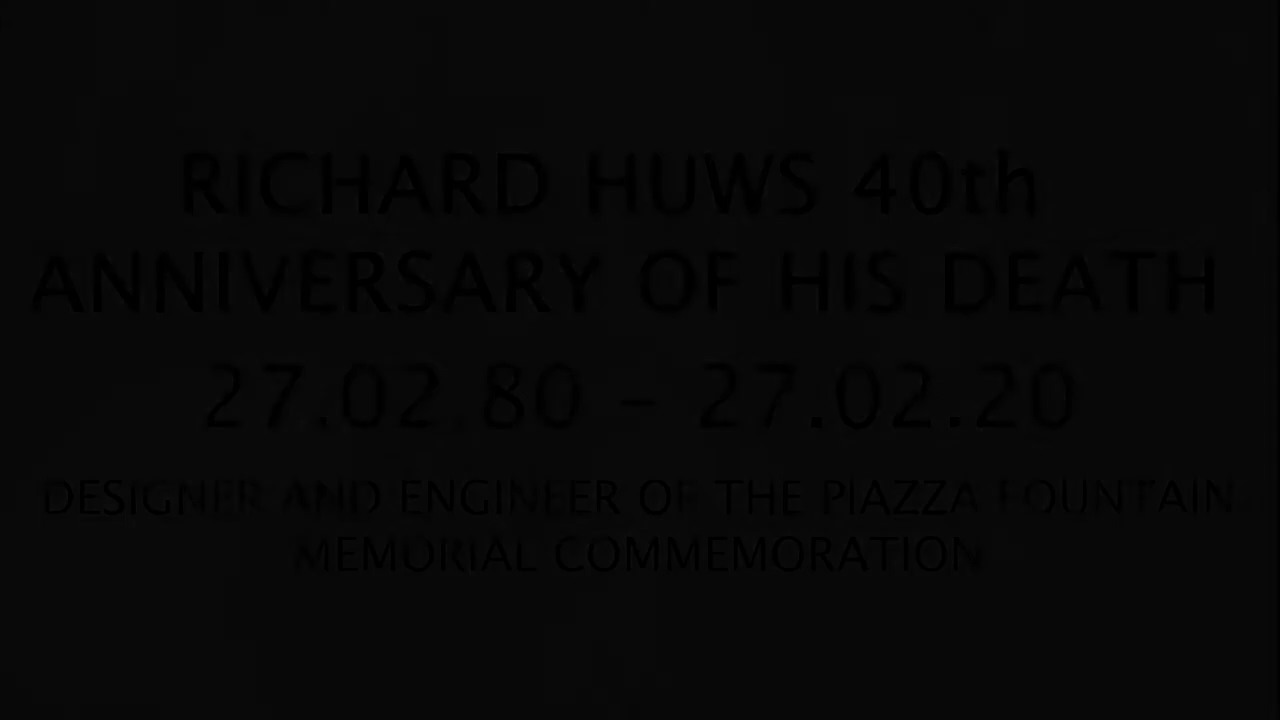 RICHARD HUWS 40th
ANNIVERSARY OF HIS DEATH
27.02.80 – 27.02.20
DESIGNER AND ENGINEER OF THE PIAZZA FOUNTAIN
MEMORIAL COMMEMORATION